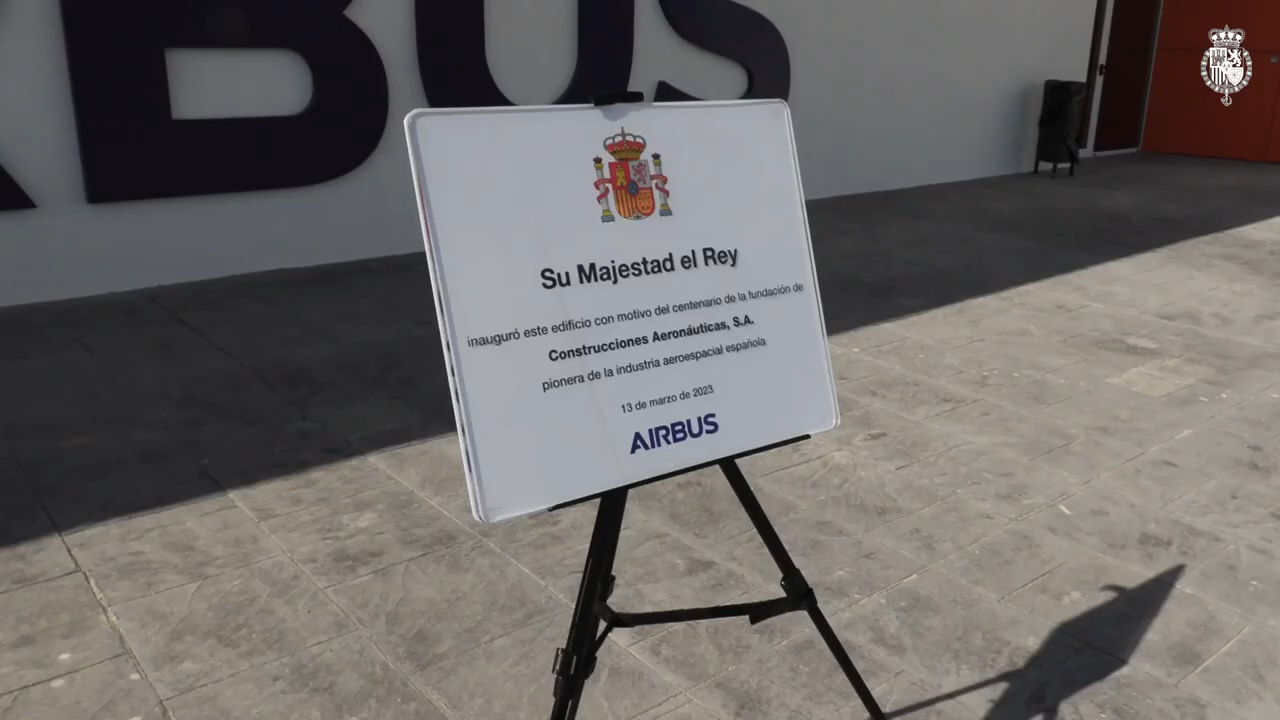 BUS
Su Majestad el Rey
inauguró este edificio con motivo del centenario de la fundación de
Construcciones Aeronáuticas, S.A.
pionera de la industria aeroespacial española
13 de marzo de 2023
AIRBUS